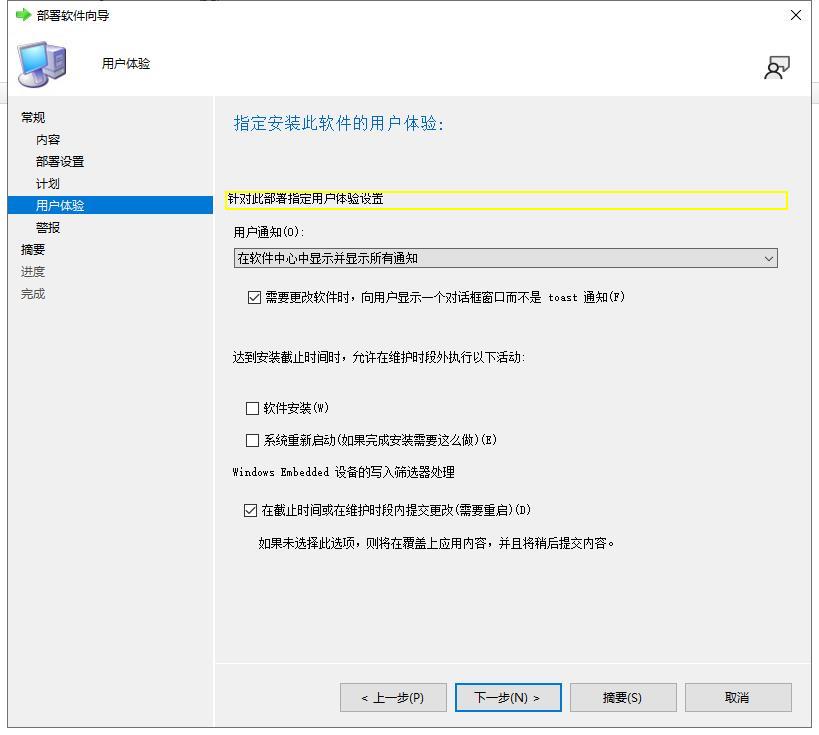 部署软件向导
用户体验
常规
内容
部署设置
计划
用户体验
警报
摘要
进度
完成
指定安装此软件的用户体验:
针对此部署指定用户体验设置
用户通知(O):
在软件中心中显示并显示所有通知
需要更改软件时，向用户显示一个对话框窗口而不是 toast 通知(F)
达到安装截止时间时，允许在维护时段外执行以下活动:
软件安装(W)
系统重新启动(如果完成安装需要这么做)(E)
Windows Embedded 设备的写入筛选器处理
在截止时间或在维护时段内提交更改(需要重启)(D)
如果未选择此选项，则将在覆盖上应用内容，并且将稍后提交内容。
< 上一步(P)
下一步(N) >
摘要(S)
取消